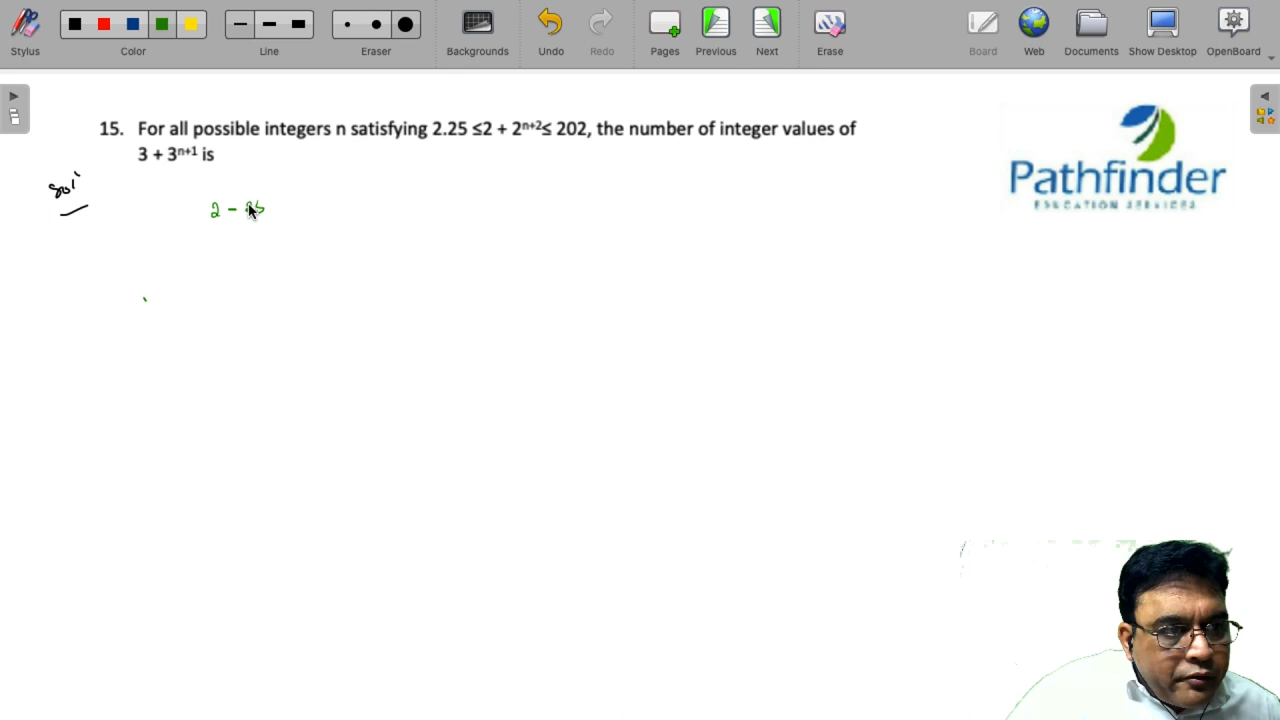 Stylus
Color
Line
Eraser
Backgrounds
Undo
Redo
Pages
Previous
Next
Erase
Board
Web
Documents
Show Desktop
OpenBoard
15. For all possible integers n satisfying 2.25 ≤2 + 2ⁿ⁺²≤ 202, the number of integer values of
3 + 3ⁿ⁺¹ is
Pathfinder
EDUCATION SERVICES
Solⁿ
2 -